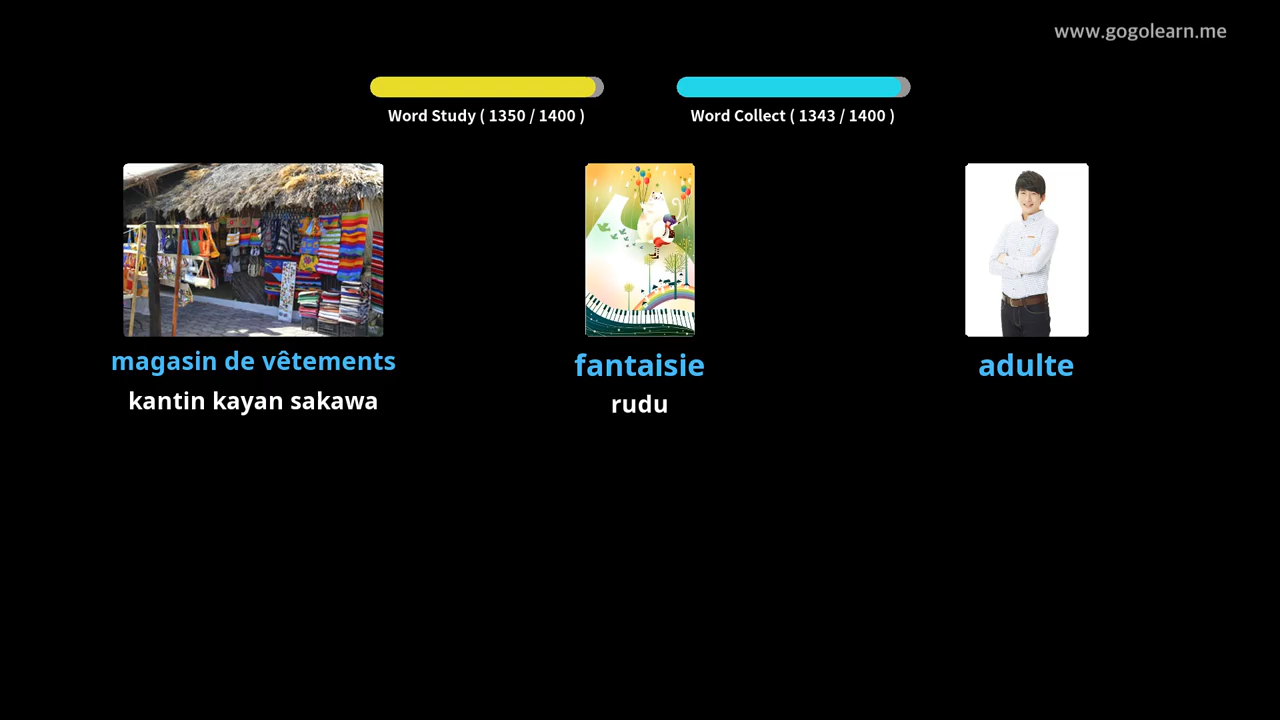 www.gogolearn.me
Word Study ( 1350 / 1400 )
Word Collect ( 1343 / 1400 )
magasin de vêtements
kantin kayan sakawa
fantaisie
rudu
adulte